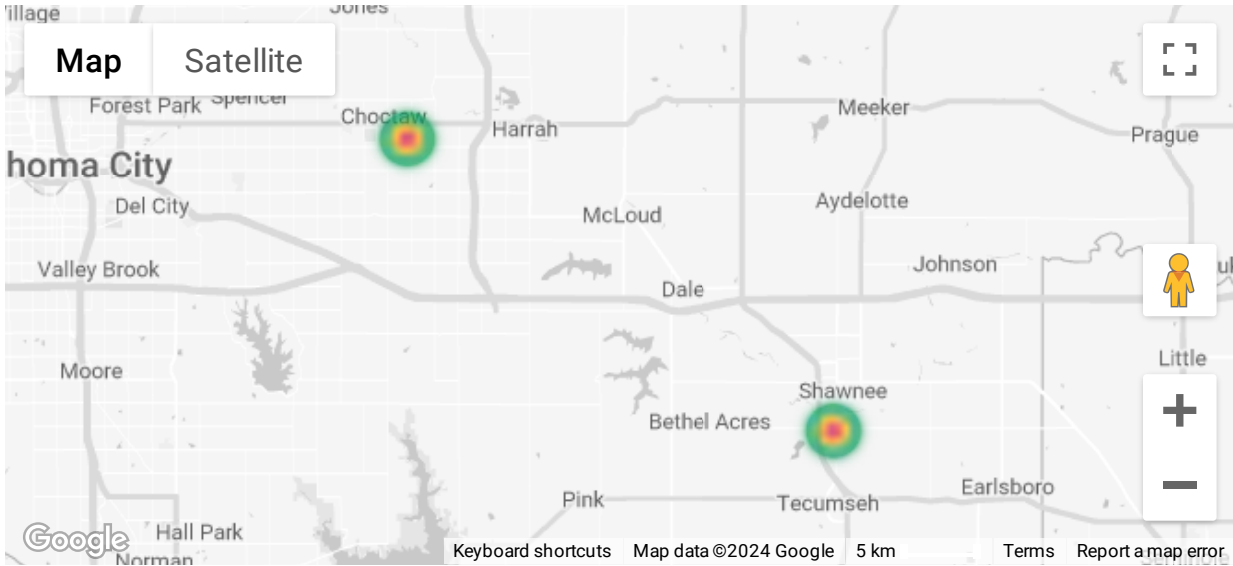 Jones
Map
Satellite
Forest Park
Spencer
Choctaw
Harrah
Meeker
Prague
homa City
Del City
McLoud
Aydelotte
Valley Brook
Johnson
Dale
Moore
Little
Shawnee
Bethel Acres
Pink
Tecumseh
Earlsboro
Google
Hall Park
Norman
Keyboard shortcuts
Map data ©2024 Google
5 km
Terms
Report a map error